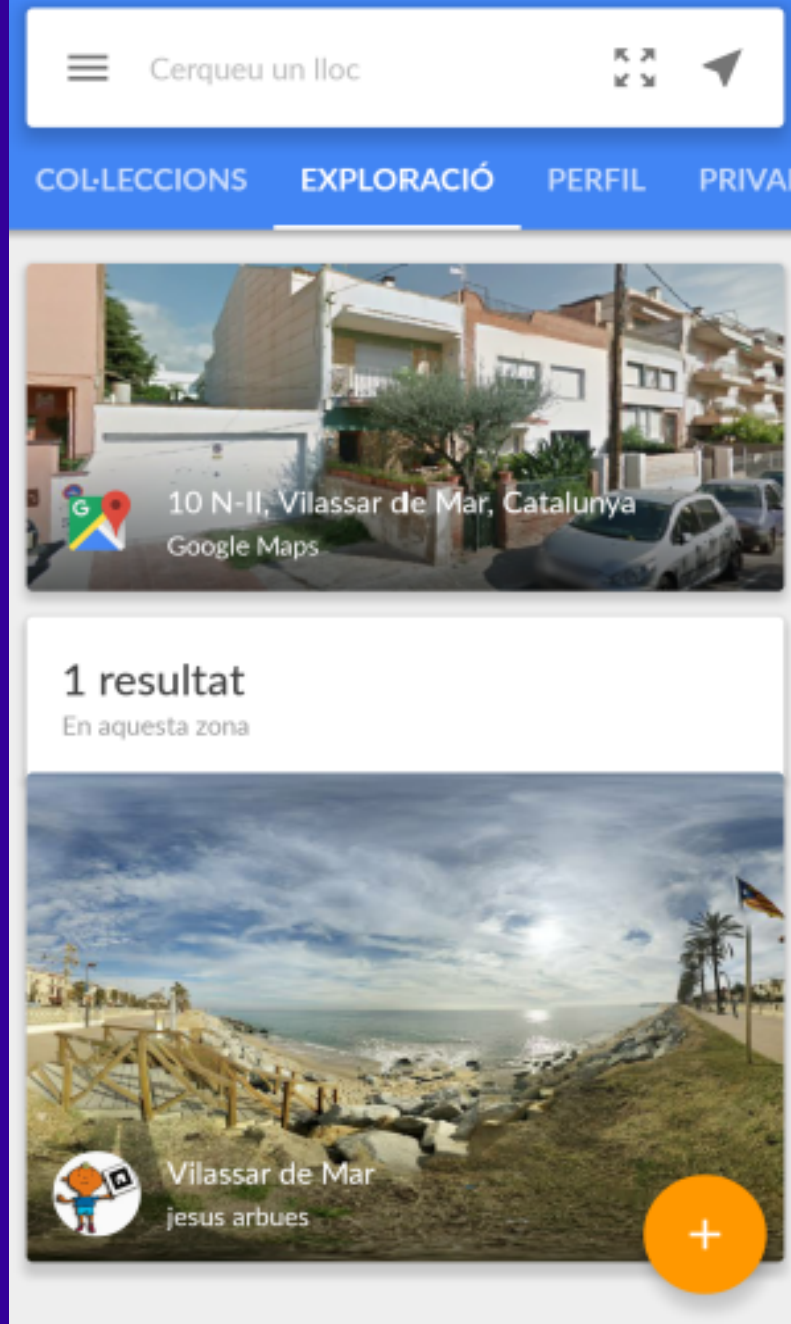 Cerqueu un lloc
COL·LECCIONS EXPLORACIÓ PERFIL PRIVA
10 N-II, Vilassar de Mar, Catalunya
Google Maps
1 resultat
En aquesta zona
Vilassar de Mar
jesus arbues